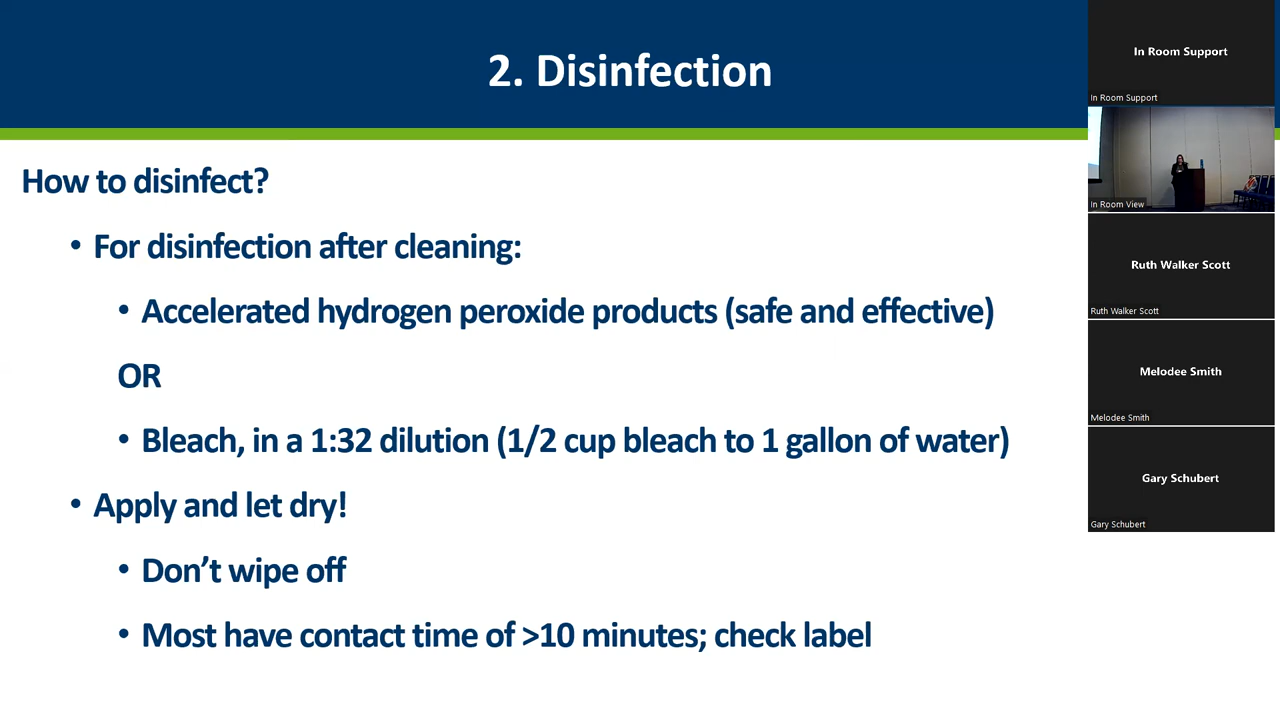 2. Disinfection
How to disinfect?
• For disinfection after cleaning:
• Accelerated hydrogen peroxide products (safe and effective)
OR
• Bleach, in a 1:32 dilution (1/2 cup bleach to 1 gallon of water)
• Apply and let dry!
• Don’t wipe off
• Most have contact time of >10 minutes; check label
In Room Support
In Room Support
In Room View
Ruth Walker Scott
Ruth Walker Scott
Melodee Smith
Melodee Smith
Gary Schubert
Gary Schubert